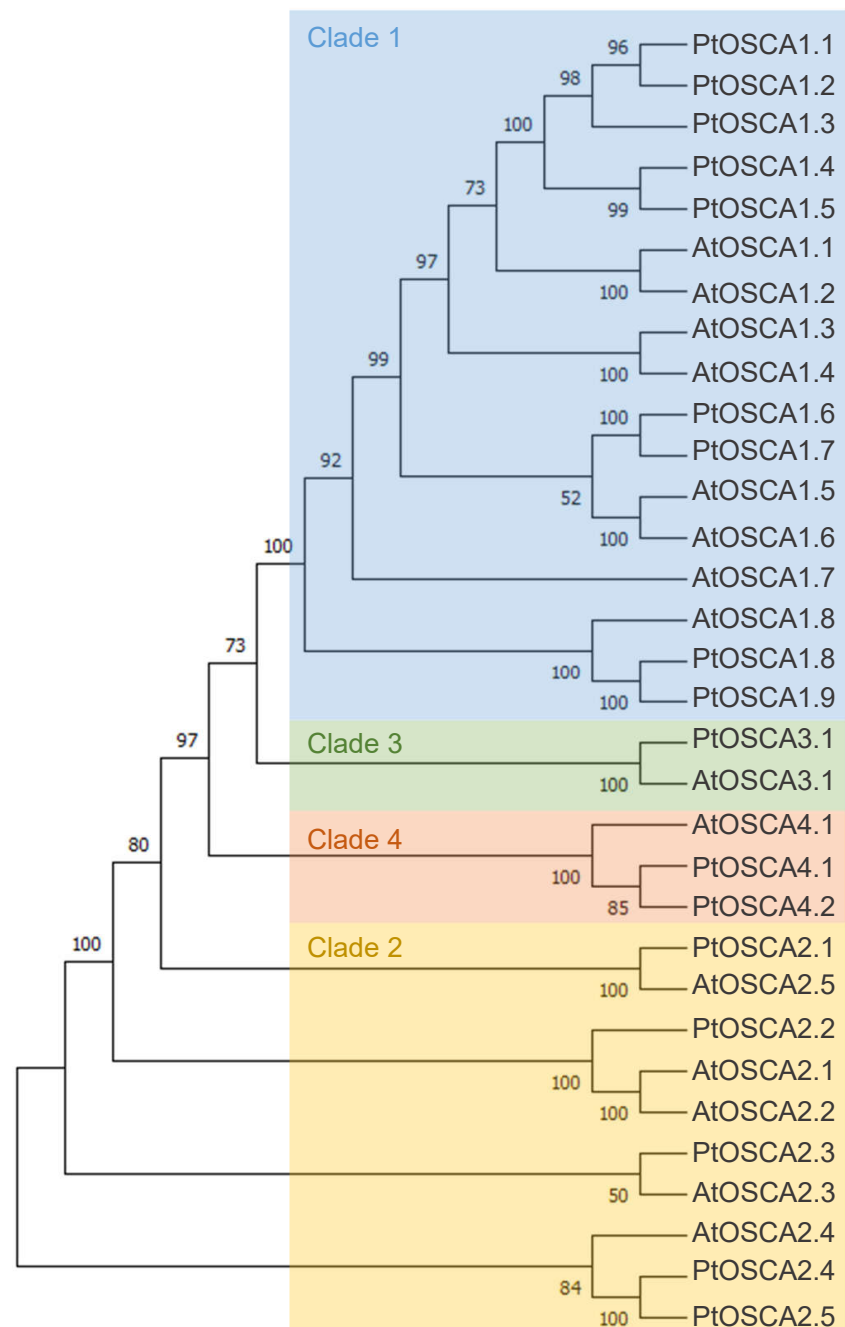 Clade 1
96
PtOSCA1.1
PtOSCA1.2
98
PtOSCA1.3
100
PtOSCA1.4
99
PtOSCA1.5
73
AtOSCA1.1
100
AtOSCA1.2
97
AtOSCA1.3
100
AtOSCA1.4
99
100
PtOSCA1.6
PtOSCA1.7
92
52
AtOSCA1.5
100
AtOSCA1.6
100
AtOSCA1.7
AtOSCA1.8
73
100
PtOSCA1.8
100
PtOSCA1.9
97
Clade 3
PtOSCA3.1
100
AtOSCA3.1
80
Clade 4
AtOSCA4.1
100
PtOSCA4.1
85
PtOSCA4.2
100
Clade 2
PtOSCA2.1
100
AtOSCA2.5
PtOSCA2.2
100
AtOSCA2.1
100
AtOSCA2.2
PtOSCA2.3
50
AtOSCA2.3
AtOSCA2.4
84
PtOSCA2.4
100
PtOSCA2.5